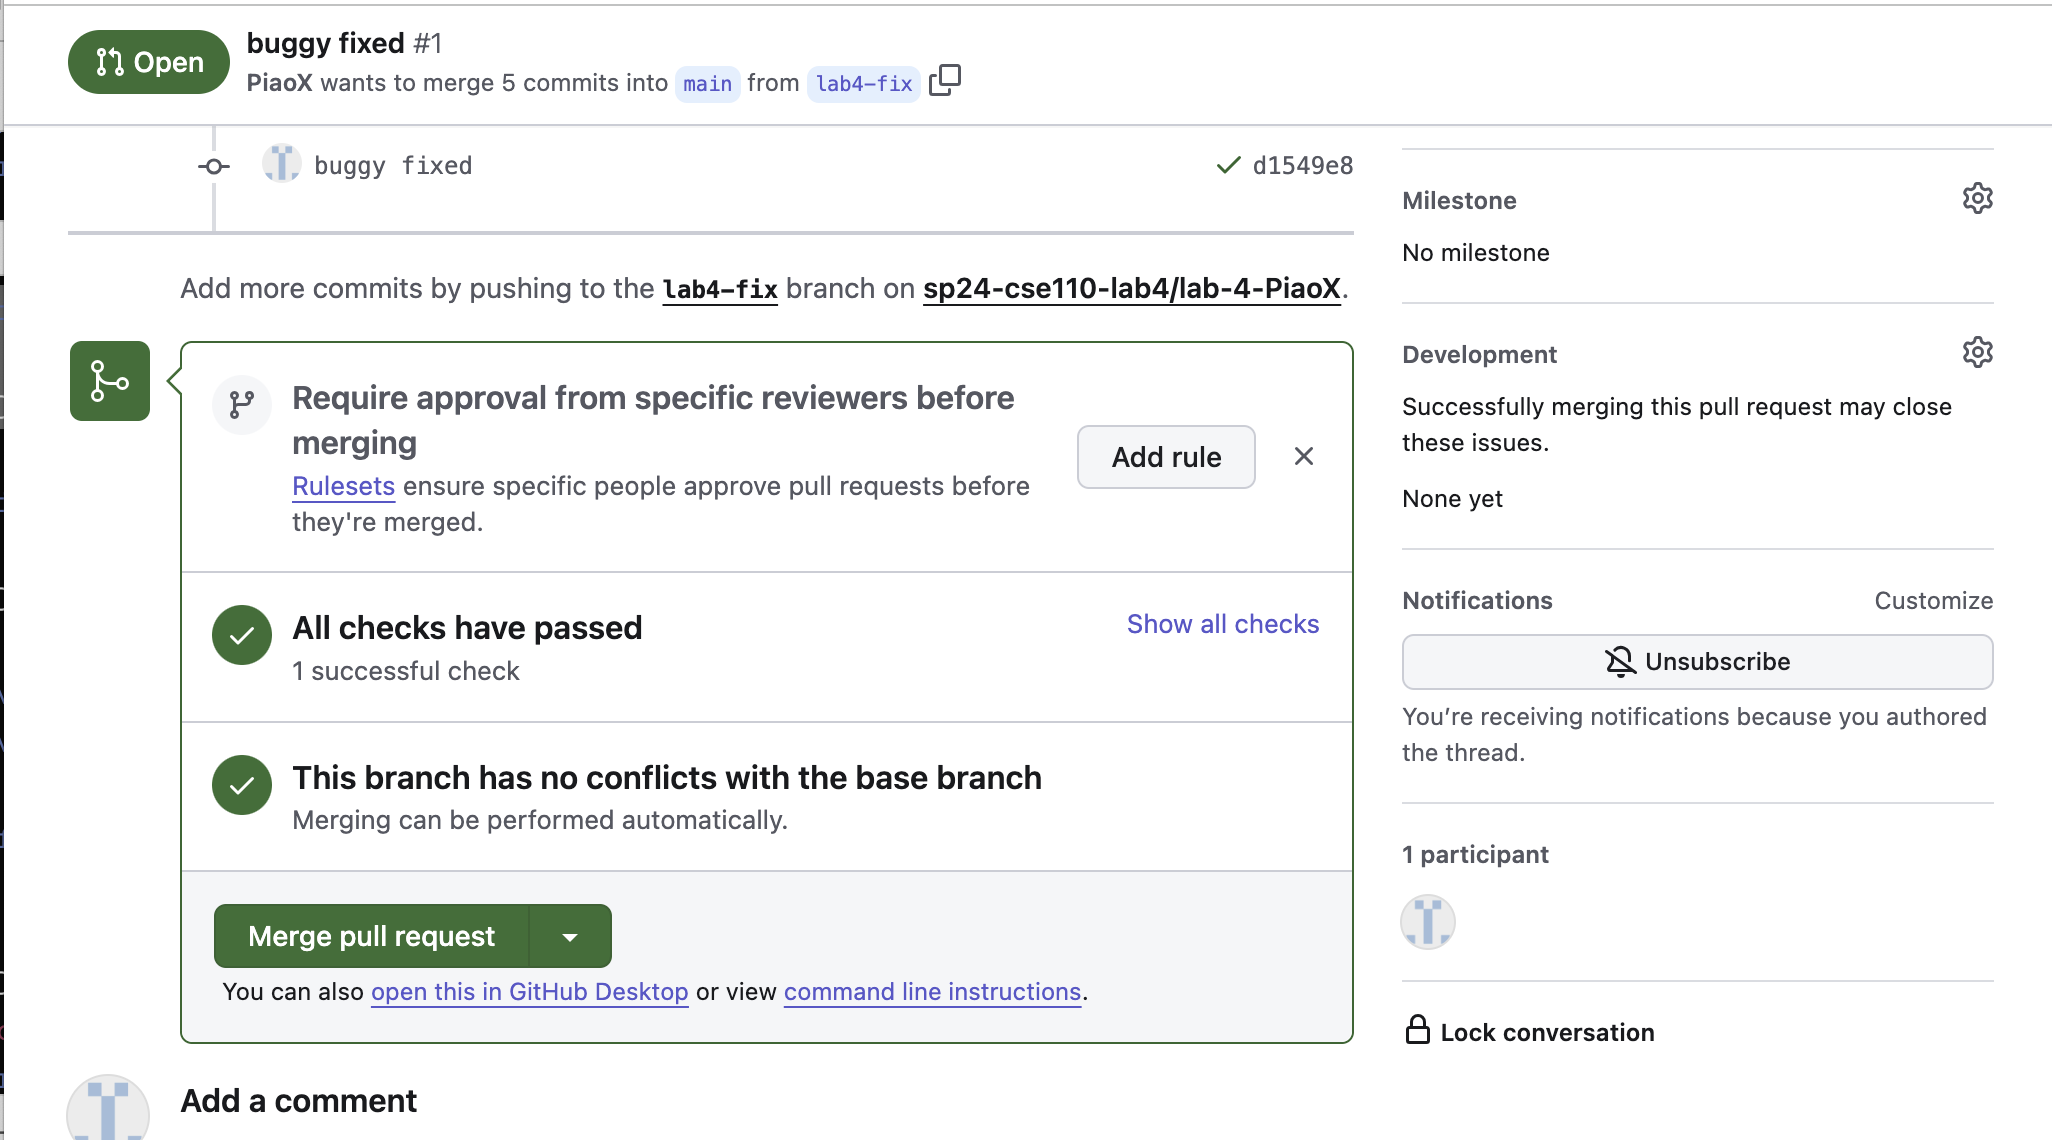 Open
buggy fixed #1
PiaoX wants to merge 5 commits into main from lab4-fix
buggy fixed
d1549e8
Add more commits by pushing to the lab4-fix branch on sp24-cse110-lab4/lab-4-PiaoX.
Require approval from specific reviewers before
merging
Rulesets ensure specific people approve pull requests before
they're merged.
Add rule
All checks have passed
1 successful check
Show all checks
This branch has no conflicts with the base branch
Merging can be performed automatically.
Merge pull request
You can also open this in GitHub Desktop or view command line instructions.
Add a comment
Milestone
No milestone
Development
Successfully merging this pull request may close
these issues.
None yet
Notifications
Customize
Unsubscribe
You’re receiving notifications because you authored
the thread.
1 participant
Lock conversation